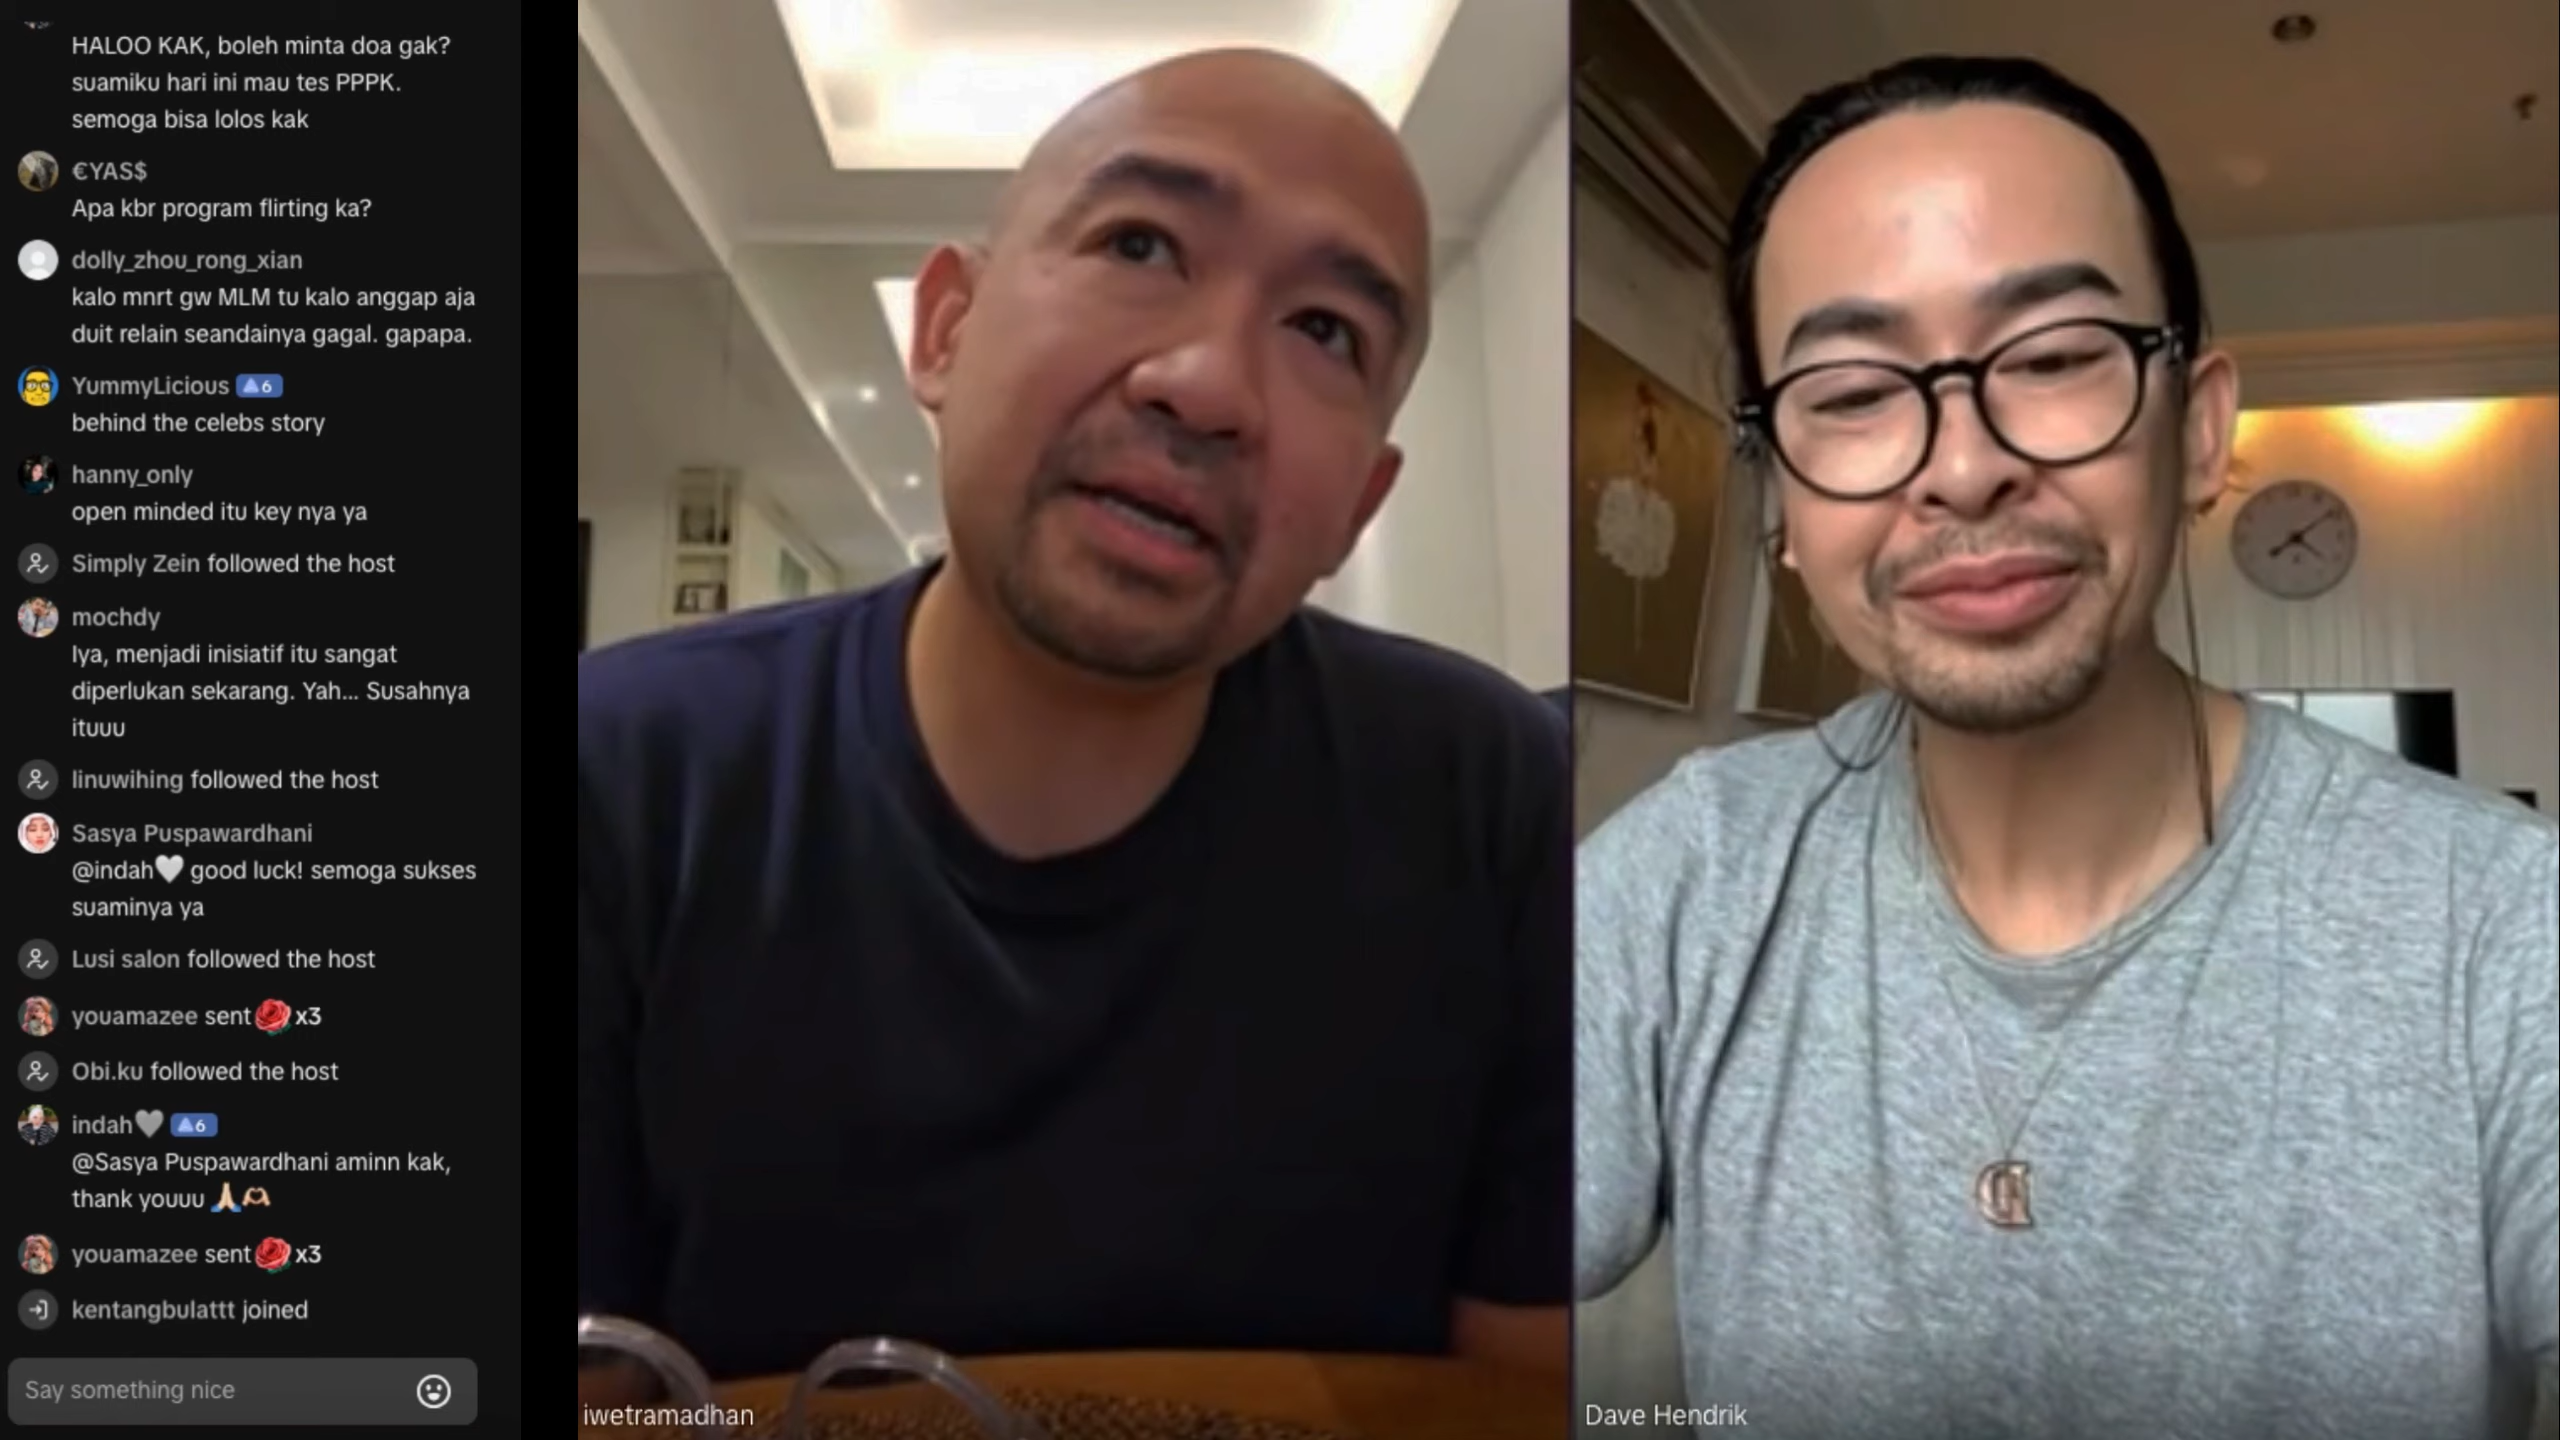 HALOO KAK, boleh minta doa gak?
suamiku hari ini mau tes PPPK.
semoga bisa lolos kak
€YAS$
Apa kbr program flirting ka?
dolly_zhou_rong_xian
kalo mnrt gw MLM tu kalo anggap aja
duit relain seandainya gagal. gapapa.
YummyLicious 6
behind the celebs story
hanny_only
open minded itu key nya ya
Simply Zein followed the host
mochdy
Iya, menjadi inisiatif itu sangat
diperlukan sekarang. Yah... Susahnya
ituuu
linuwihing followed the host
Sasya Puspawardhani
@indah🤍 good luck! semoga sukses
suaminya ya
Lusi salon followed the host
youamazee sent🌹x3
Obi.ku followed the host
indah🤍 6
@Sasya Puspawardhani aminn kak,
thank youuu 🙏🏻🫶🏻
youamazee sent🌹x3
kentangbulattt joined
Say something nice
iwetramadhan
Dave Hendrik
D